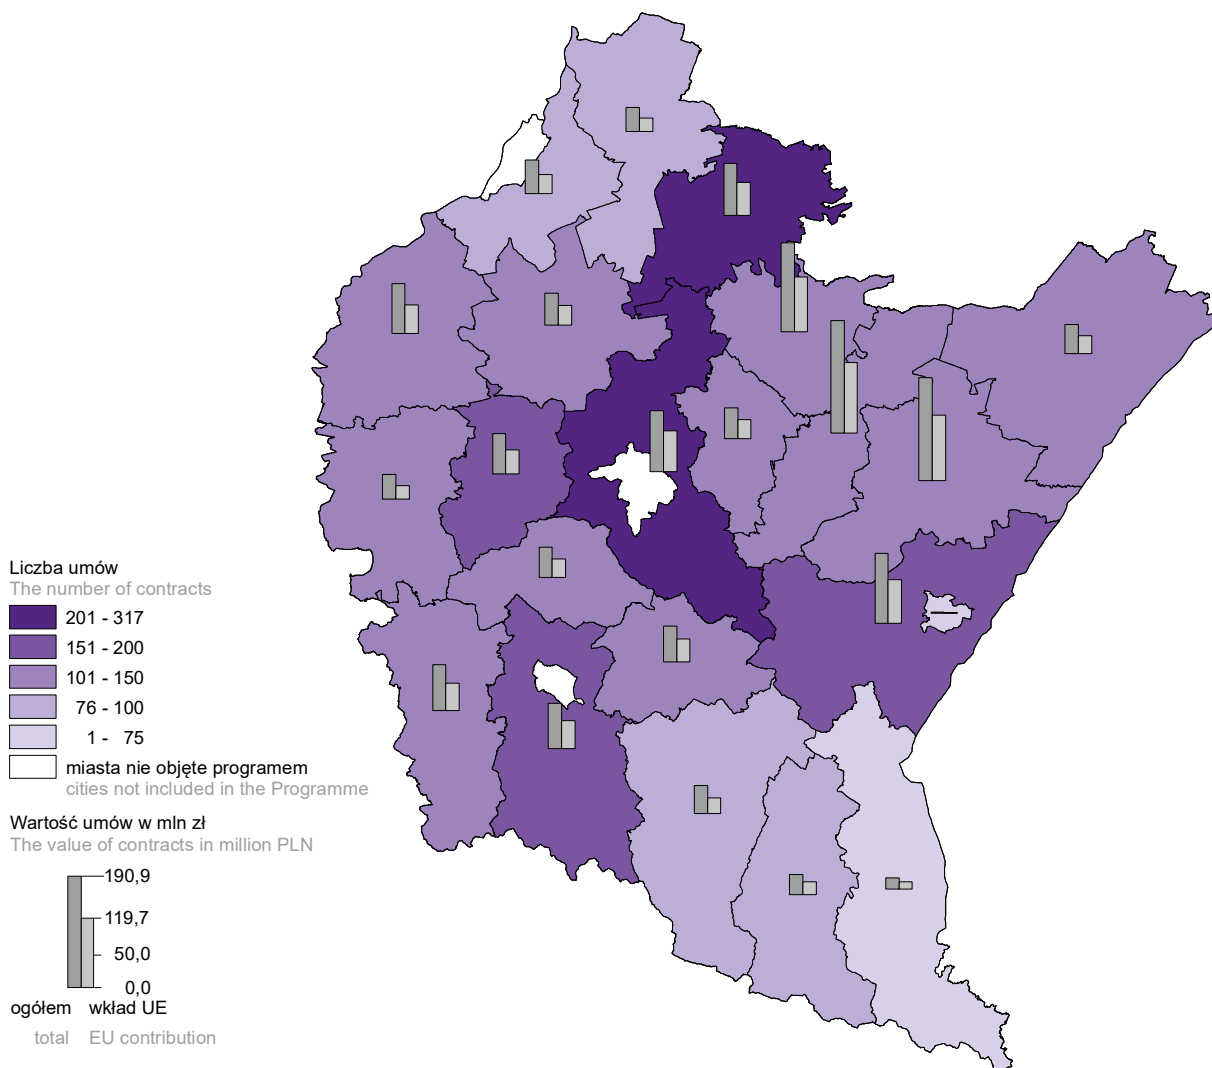 Liczba umów
The number of contracts
201 - 317
151 - 200
101 - 150
76 - 100
1 - 75
miasta nie objęte programem
cities not included in the Programme
Wartość umów w mln zł
The value of contracts in million PLN
190,9
119,7
50,0
0,0
ogółem wkład UE
total EU contribution